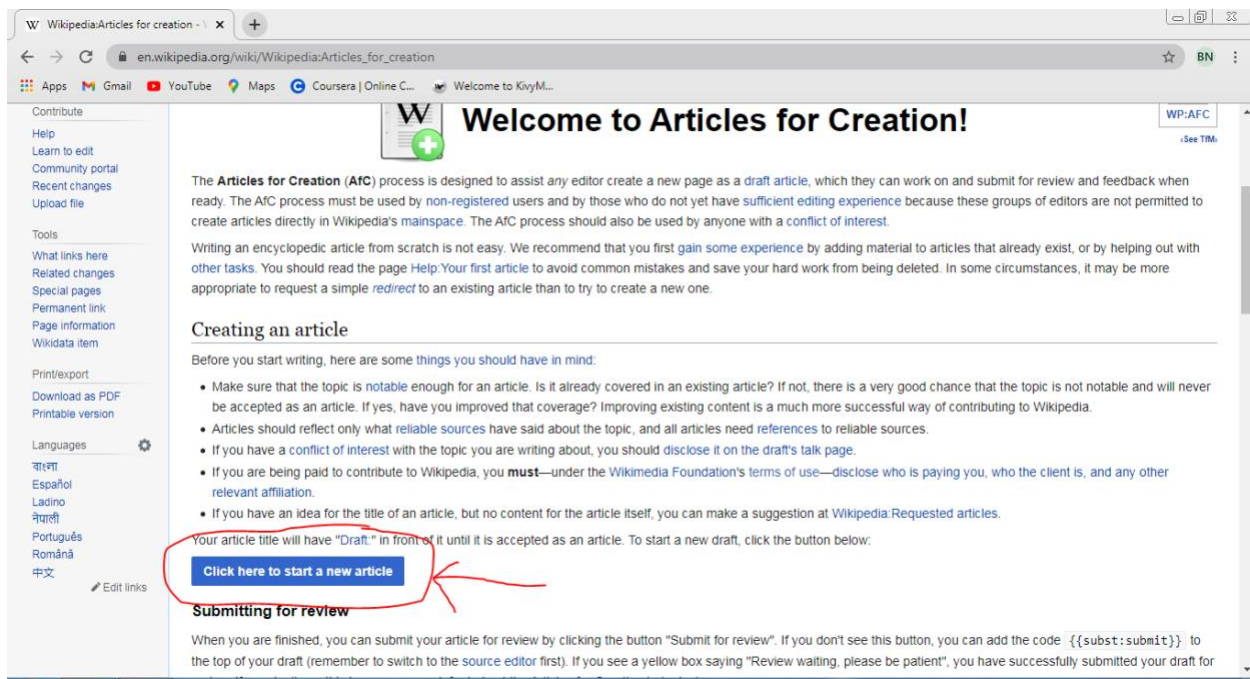 W Wikipedia:Articles for creation - \
en.wikipedia.org/wiki/Wikipedia:Articles_for_creation
BN
Apps Gmail YouTube Maps Coursera | Online C... Welcome to KivyM...
Contribute
Help
Learn to edit
Community portal
Recent changes
Upload file
Tools
What links here
Related changes
Special pages
Permanent link
Page information
Wikidata item
Print/export
Download as PDF
Printable version
Languages
বাংলা
Español
Ladino
नेपाली
Português
Română
中文
Edit links
W
Welcome to Articles for Creation!
WP:AFC
‹See TfM›
The Articles for Creation (AfC) process is designed to assist any editor create a new page as a draft article, which they can work on and submit for review and feedback when
ready. The AfC process must be used by non-registered users and by those who do not yet have sufficient editing experience because these groups of editors are not permitted to
create articles directly in Wikipedia's mainspace. The AfC process should also be used by anyone with a conflict of interest.
Writing an encyclopedic article from scratch is not easy. We recommend that you first gain some experience by adding material to articles that already exist, or by helping out with
other tasks. You should read the page Help:Your first article to avoid common mistakes and save your hard work from being deleted. In some circumstances, it may be more
appropriate to request a simple redirect to an existing article than to try to create a new one.
Creating an article
Before you start writing, here are some things you should have in mind:
• Make sure that the topic is notable enough for an article. Is it already covered in an existing article? If not, there is a very good chance that the topic is not notable and will never
be accepted as an article. If yes, have you improved that coverage? Improving existing content is a much more successful way of contributing to Wikipedia.
• Articles should reflect only what reliable sources have said about the topic, and all articles need references to reliable sources.
• If you have a conflict of interest with the topic you are writing about, you should disclose it on the draft's talk page.
• If you are being paid to contribute to Wikipedia, you must—under the Wikimedia Foundation's terms of use—disclose who is paying you, who the client is, and any other
relevant affiliation.
• If you have an idea for the title of an article, but no content for the article itself, you can make a suggestion at Wikipedia:Requested articles.
Your article title will have "Draft:" in front of it until it is accepted as an article. To start a new draft, click the button below:
Click here to start a new article
Submitting for review
When you are finished, you can submit your article for review by clicking the button "Submit for review". If you don't see this button, you can add the code {{subst:submit}} to
the top of your draft (remember to switch to the source editor first). If you see a yellow box saying "Review waiting, please be patient", you have successfully submitted your draft for